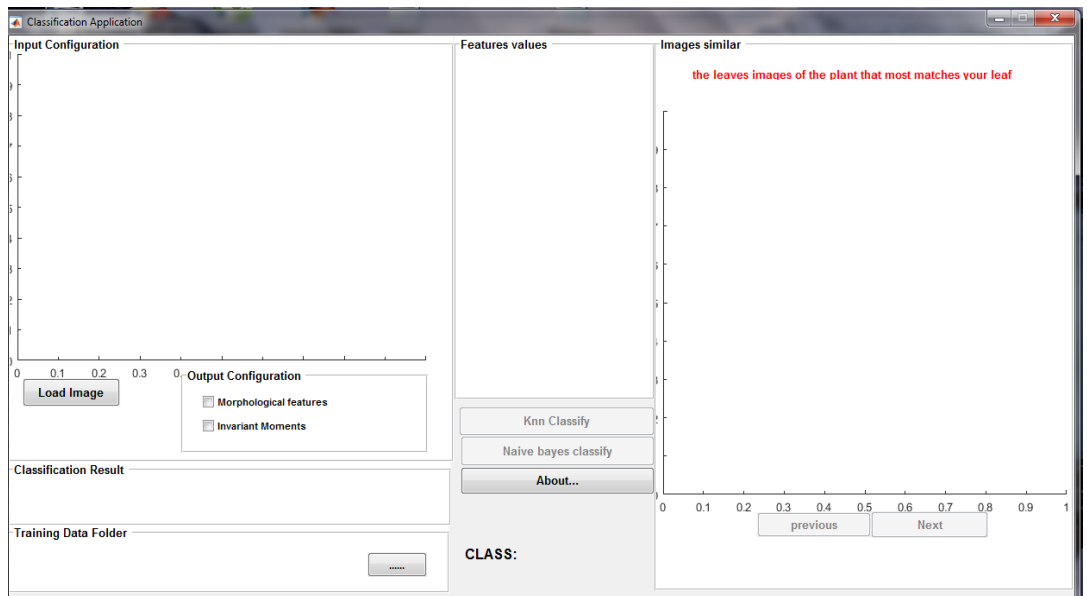 Classification Application
Input Configuration
0 0.1 0.2 0.3 0.
Load Image
Output Configuration
Morphological features
Invariant Moments
Classification Result
Training Data Folder
......
Features values
Knn Classify
Naive bayes classify
About...
CLASS:
Images similar
the leaves images of the plant that most matches your leaf
0 0.1 0.2 0.3 0.4 0.5 0.6 0.7 0.8 0.9 1
previous
Next